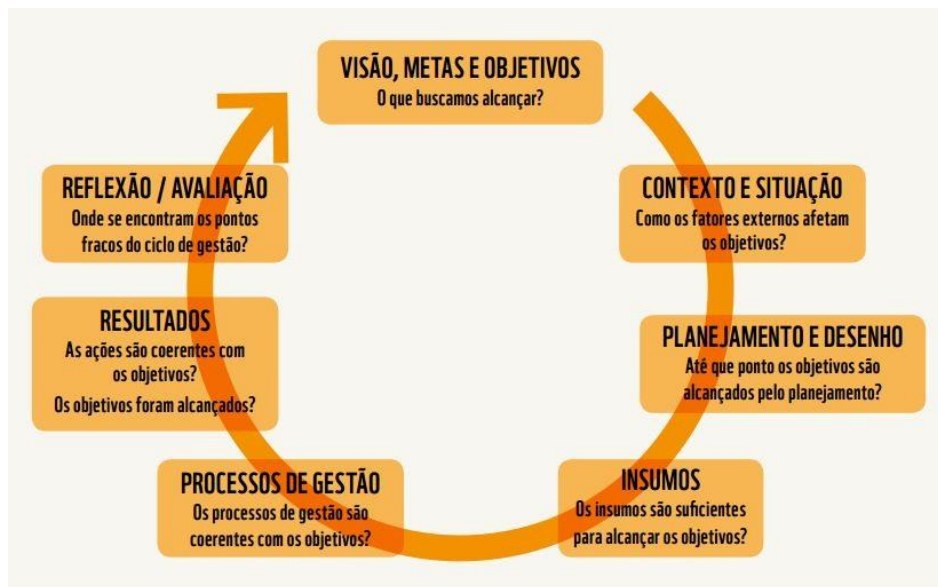 VISÃO, METAS E OBJETIVOS
O que buscamos alcançar?
CONTEXTO E SITUAÇÃO
Como os fatores externos afetam
os objetivos?
PLANEJAMENTO E DESENHO
Até que ponto os objetivos são
alcançados pelo planejamento?
INSUMOS
Os insumos são suficientes
para alcançar os objetivos?
PROCESSOS DE GESTÃO
Os processos de gestão são
coerentes com os objetivos?
RESULTADOS
As ações são coerentes com
os objetivos?
Os objetivos foram alcançados?
REFLEXÃO / AVALIAÇÃO
Onde se encontram os pontos
fracos do ciclo de gestão?